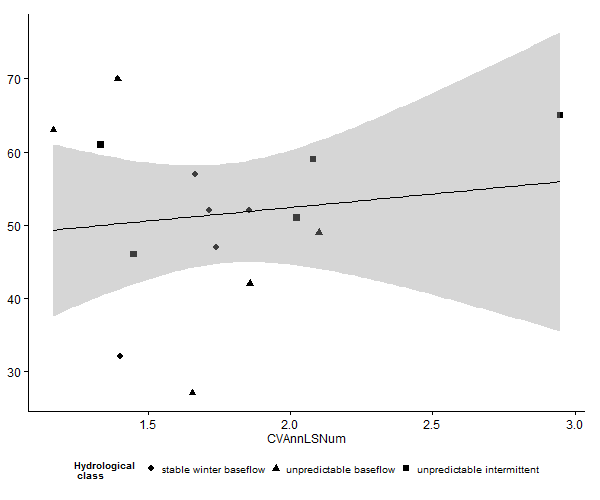 70
60
50
40
30
1.5 2.0 2.5 3.0
CVAnnLSNum
Hydrological
class
stable winter baseflow unpredictable baseflow unpredictable intermittent